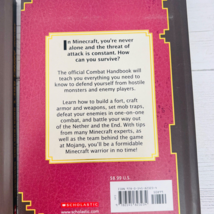 In Minecraft, you're never
alone and the threat of
attack is constant. How
can you survive?
The official Combat Handbook will
teach you everything you need to
know to defend yourself from hostile
monsters and enemy players.
Learn how to build a fort, craft
armor and weapons, set mob traps,
defeat your enemies in one-on-one
combat, and battle your way out
of the Nether and the End. With tips
from many Minecraft experts, as
well as the team behind the game
at Mojang, you'll be a formidable
Minecraft warrior in no time!
SCHOLASTIC
www.scholastic.com